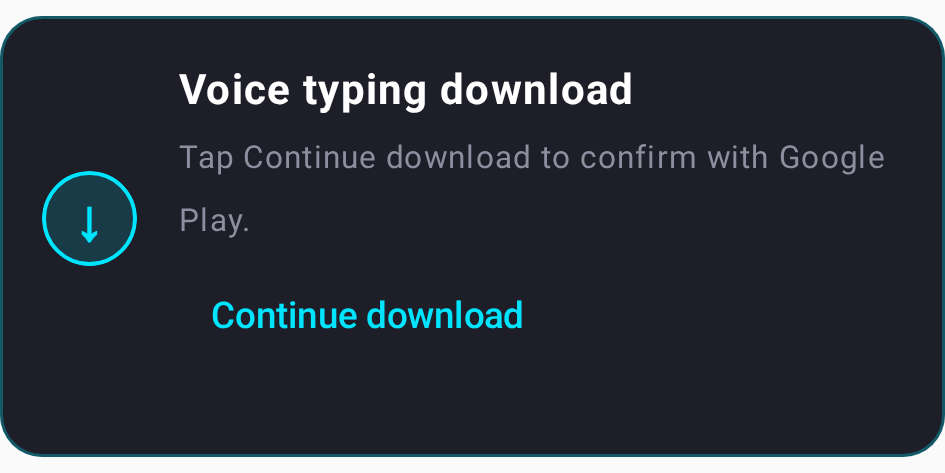 Voice typing download
Tap Continue download to confirm with Google
Play.
Continue download